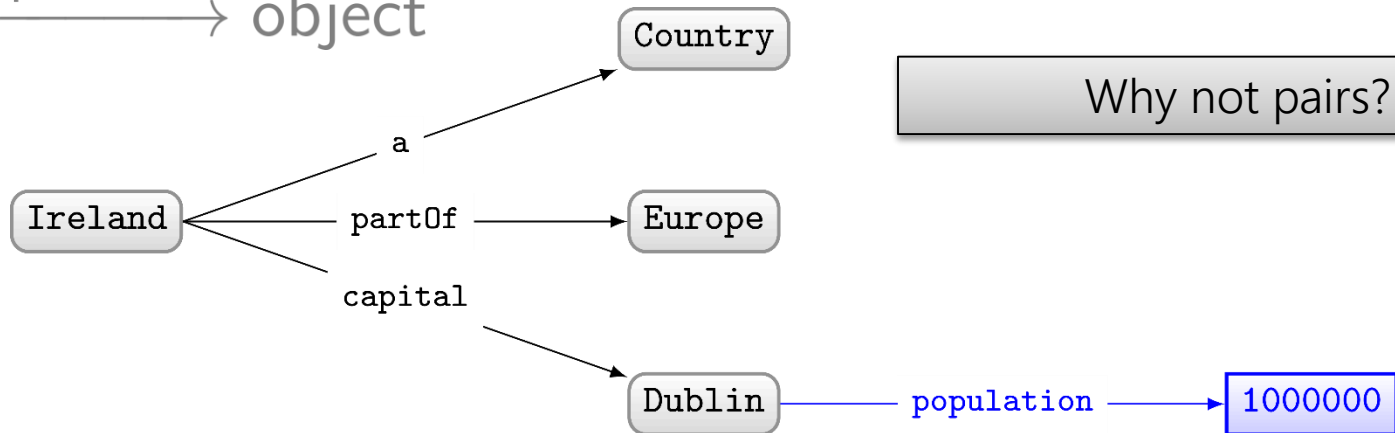 object
Country
Why not pairs?
a
Ireland
partOf
Europe
capital
Dublin
population
1000000